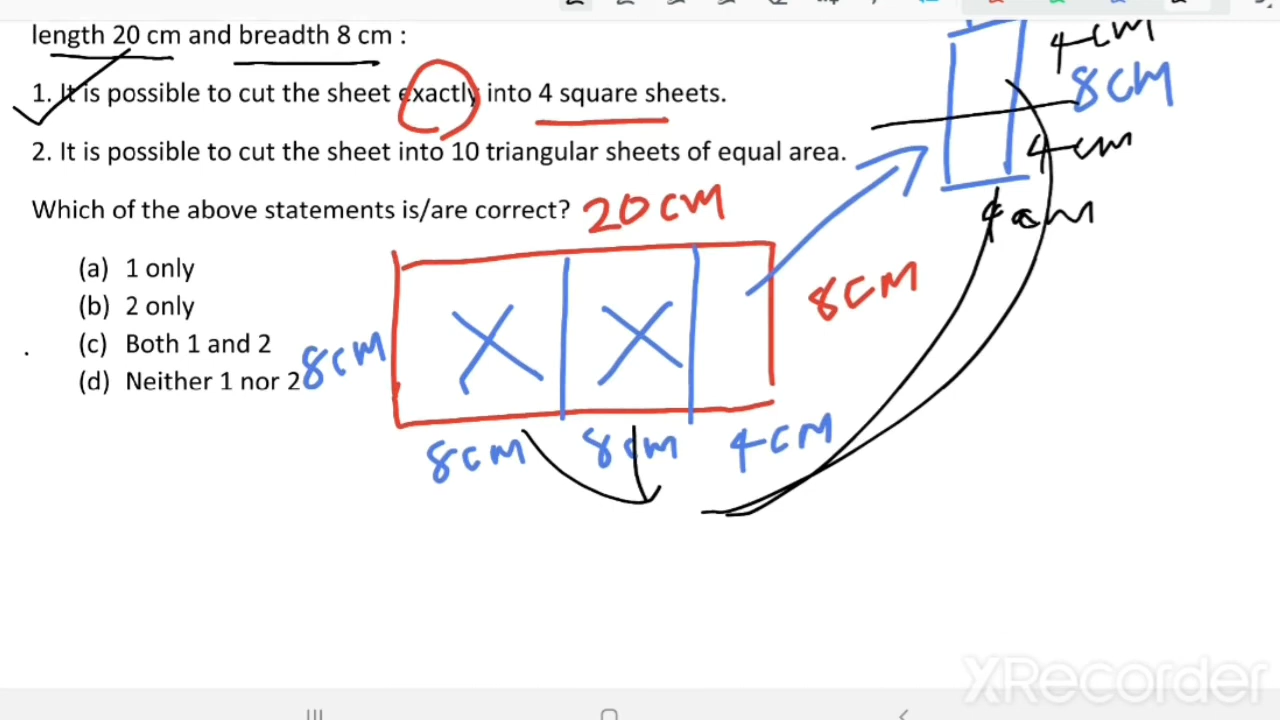 length 20 cm and breadth 8 cm :
4cm
8cm
1. It is possible to cut the sheet exactly into 4 square sheets.
4cm
2. It is possible to cut the sheet into 10 triangular sheets of equal area.
4cm
Which of the above statements is/are correct?
20cm
(a) 1 only
8cm
(b) 2 only
(c) Both 1 and 2
8cm
(d) Neither 1 nor 2
8cm 8cm 4cm
XRecorder